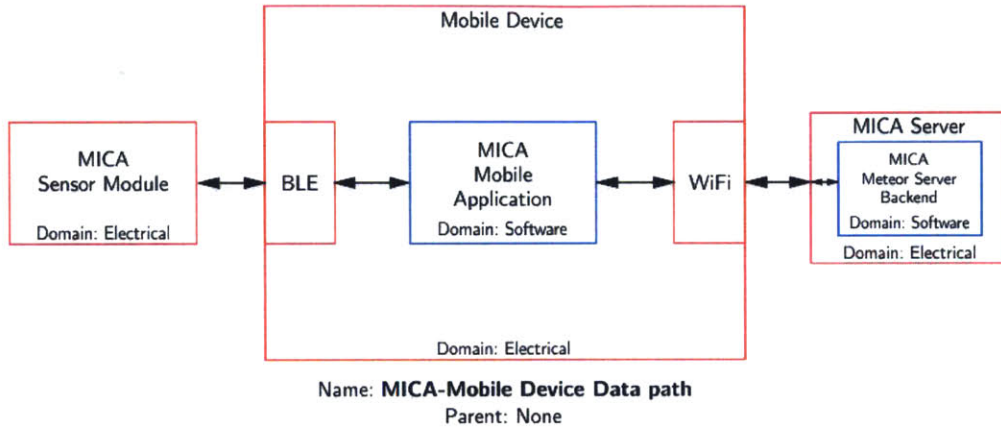 Mobile Device
MICA
Sensor Module
Domain: Electrical
BLE
MICA
Mobile
Application
Domain: Software
WiFi
MICA Server
MICA
Meteor Server
Backend
Domain: Software
Domain: Electrical
Domain: Electrical
Name: MICA-Mobile Device Data path
Parent: None